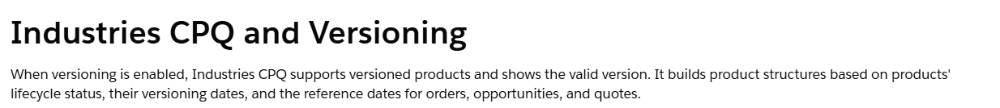 Industries CPQ and Versioning
When versioning is enabled, Industries CPQ supports versioned products and shows the valid version. It builds product structures based on products'
lifecycle status, their versioning dates, and the reference dates for orders, opportunities, and quotes.